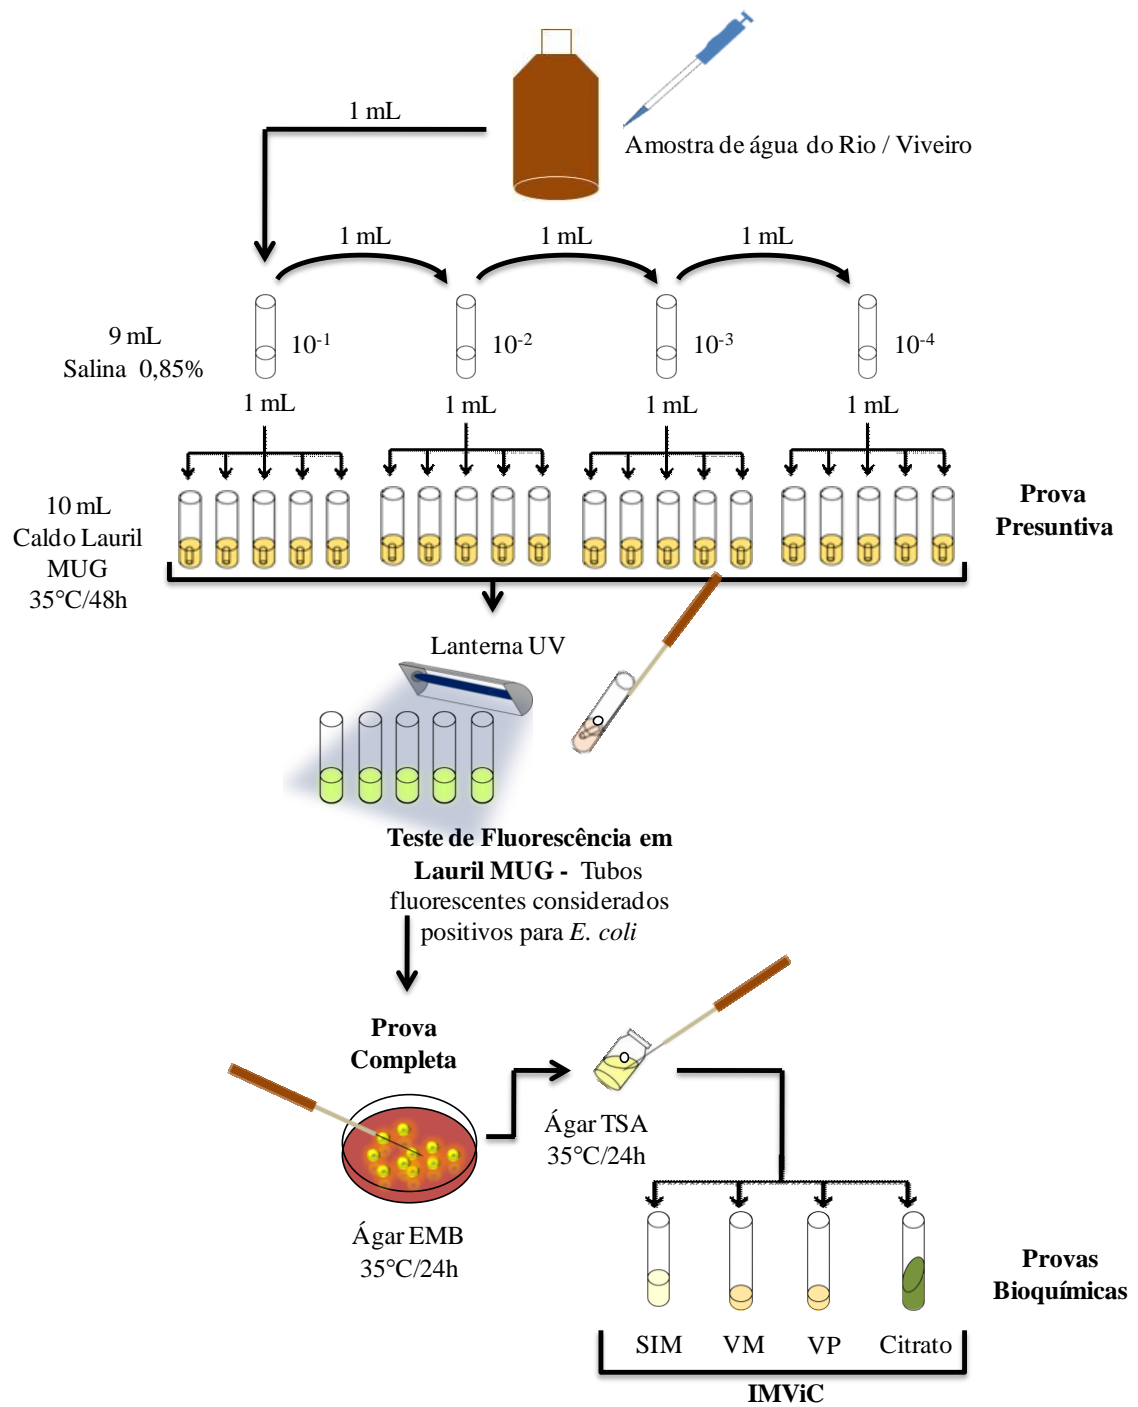 1 mL
Amostra de água do Rio / Viveiro
1 mL
1 mL
1 mL
9 mL
Salina 0,85%
10⁻¹
10⁻²
10⁻³
10⁻⁴
1 mL
1 mL
1 mL
1 mL
10 mL
Caldo Lauril
MUG
35°C/48h
Prova
Presuntiva
Lanterna UV
Teste de Fluorescência em
Lauril MUG - Tubos
fluorescentes considerados
positivos para E. coli
Prova
Completa
Ágar TSA
35°C/24h
Ágar EMB
35°C/24h
Provas
Bioquímicas
SIM
VM
VP
Citrato
IMViC